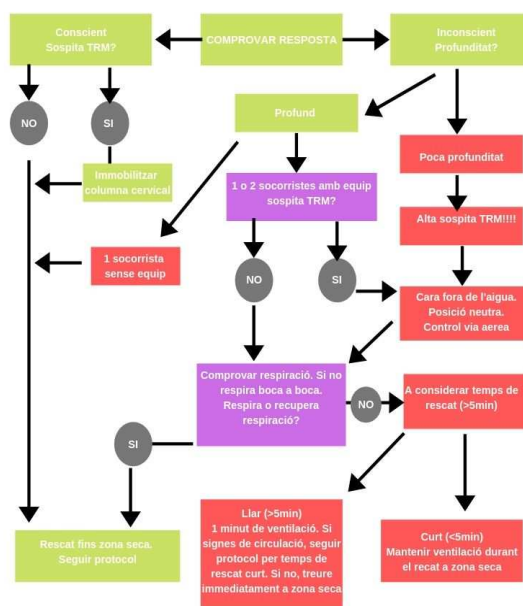 Conscient
Sospita TRM?
COMPROVAR RESPOSTA
Inconscient
Profunditat?
NO
SI
Profund
Immobilitzar
columna cervical
1 o 2 socorristes amb equip
sospita TRM?
Poca profunditat
Alta sospita TRM!!!!
1 socorrista
sense equip
NO
SI
Cara fora de l'aigua.
Posició neutra.
Control via aerea
Comprovar respiració. Si no
respira boca a boca.
Respira o recupera
respiració?
NO
A considerar temps de
rescat (>5min)
SI
Rescat fins zona seca.
Seguir protocol
Llar (>5min)
1 minut de ventilació. Si
signes de circulació, seguir
protocol per temps de
rescat curt. Si no, treure
immediatament a zona seca
Curt (<5min)
Mantenir ventilació durant
el recat a zona seca